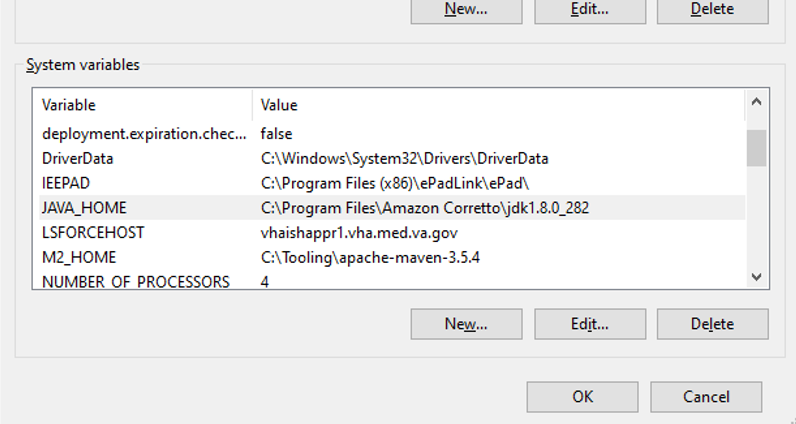 New... Edit... Delete
System variables
Variable Value
deployment.expiration.chec... false
DriverData C:\Windows\System32\Drivers\DriverData
IEEPAD C:\Program Files (x86)\ePadLink\ePad\
JAVA_HOME C:\Program Files\Amazon Corretto\jdk1.8.0_282
LSFORCEHOST vhaishappr1.vha.med.va.gov
M2_HOME C:\Tooling\apache-maven-3.5.4
NUMBER_OF_PROCESSORS 4
New... Edit... Delete
OK Cancel